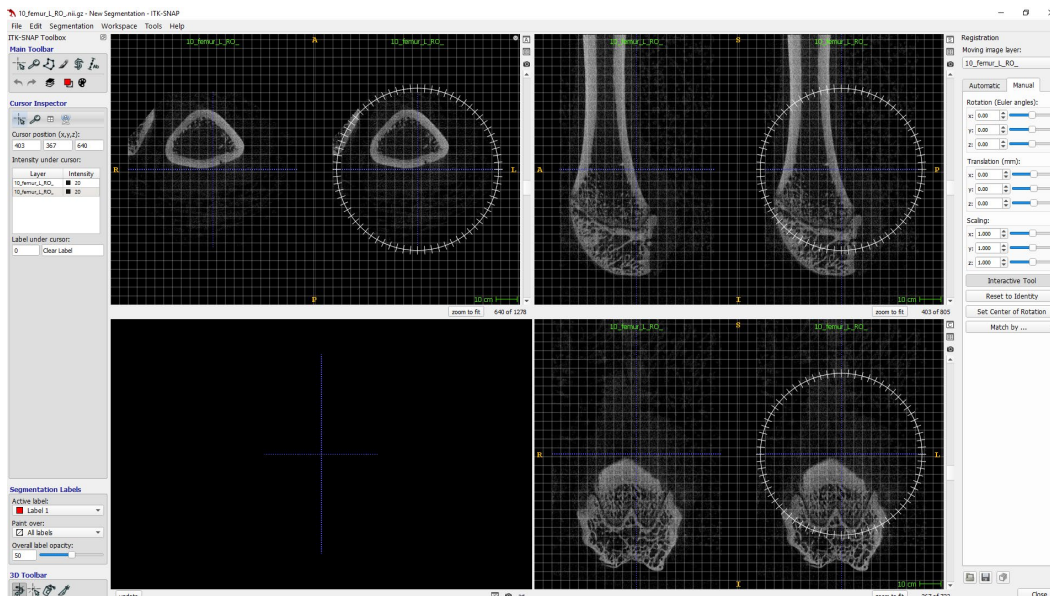 10_femur_L_RO_.nii.gz - New Segmentation - ITK-SNAP
File Edit Segmentation Workspace Tools Help
ITK-SNAP Toolbox
Main Toolbar
Cursor Inspector
Cursor position (x,y,z):
403 367 640
Intensity under cursor:
Layer Intensity
10_femur_L_RO_ 20
10_femur_L_RO_ 20
Label under cursor:
0 Clear Label
Segmentation Labels
Active label:
Label 1
Paint over:
All labels
Overall label opacity:
50
3D Toolbar
10_femur_L_RO_ A 10_femur_L_RO_
R L
P 10 cm
zoom to fit 640 of 1278
A
10_femur_L_RO_ S 10_femur_L_RO_
A P
I 10 cm
zoom to fit 403 of 805
S
update
10_femur_L_RO_ S 10_femur_L_RO_
R L
I 10 cm
zoom to fit
C
Registration
Moving image layer:
10_femur_L_RO_
Automatic Manual
Rotation (Euler angles):
x: 0.00
y: 0.00
z: 0.00
Translation (mm):
x: 0.00
y: 0.00
z: 0.00
Scaling:
x: 1.000
y: 1.000
z: 1.000
Interactive Tool
Reset to Identity
Set Center of Rotation
Match by ...
Close